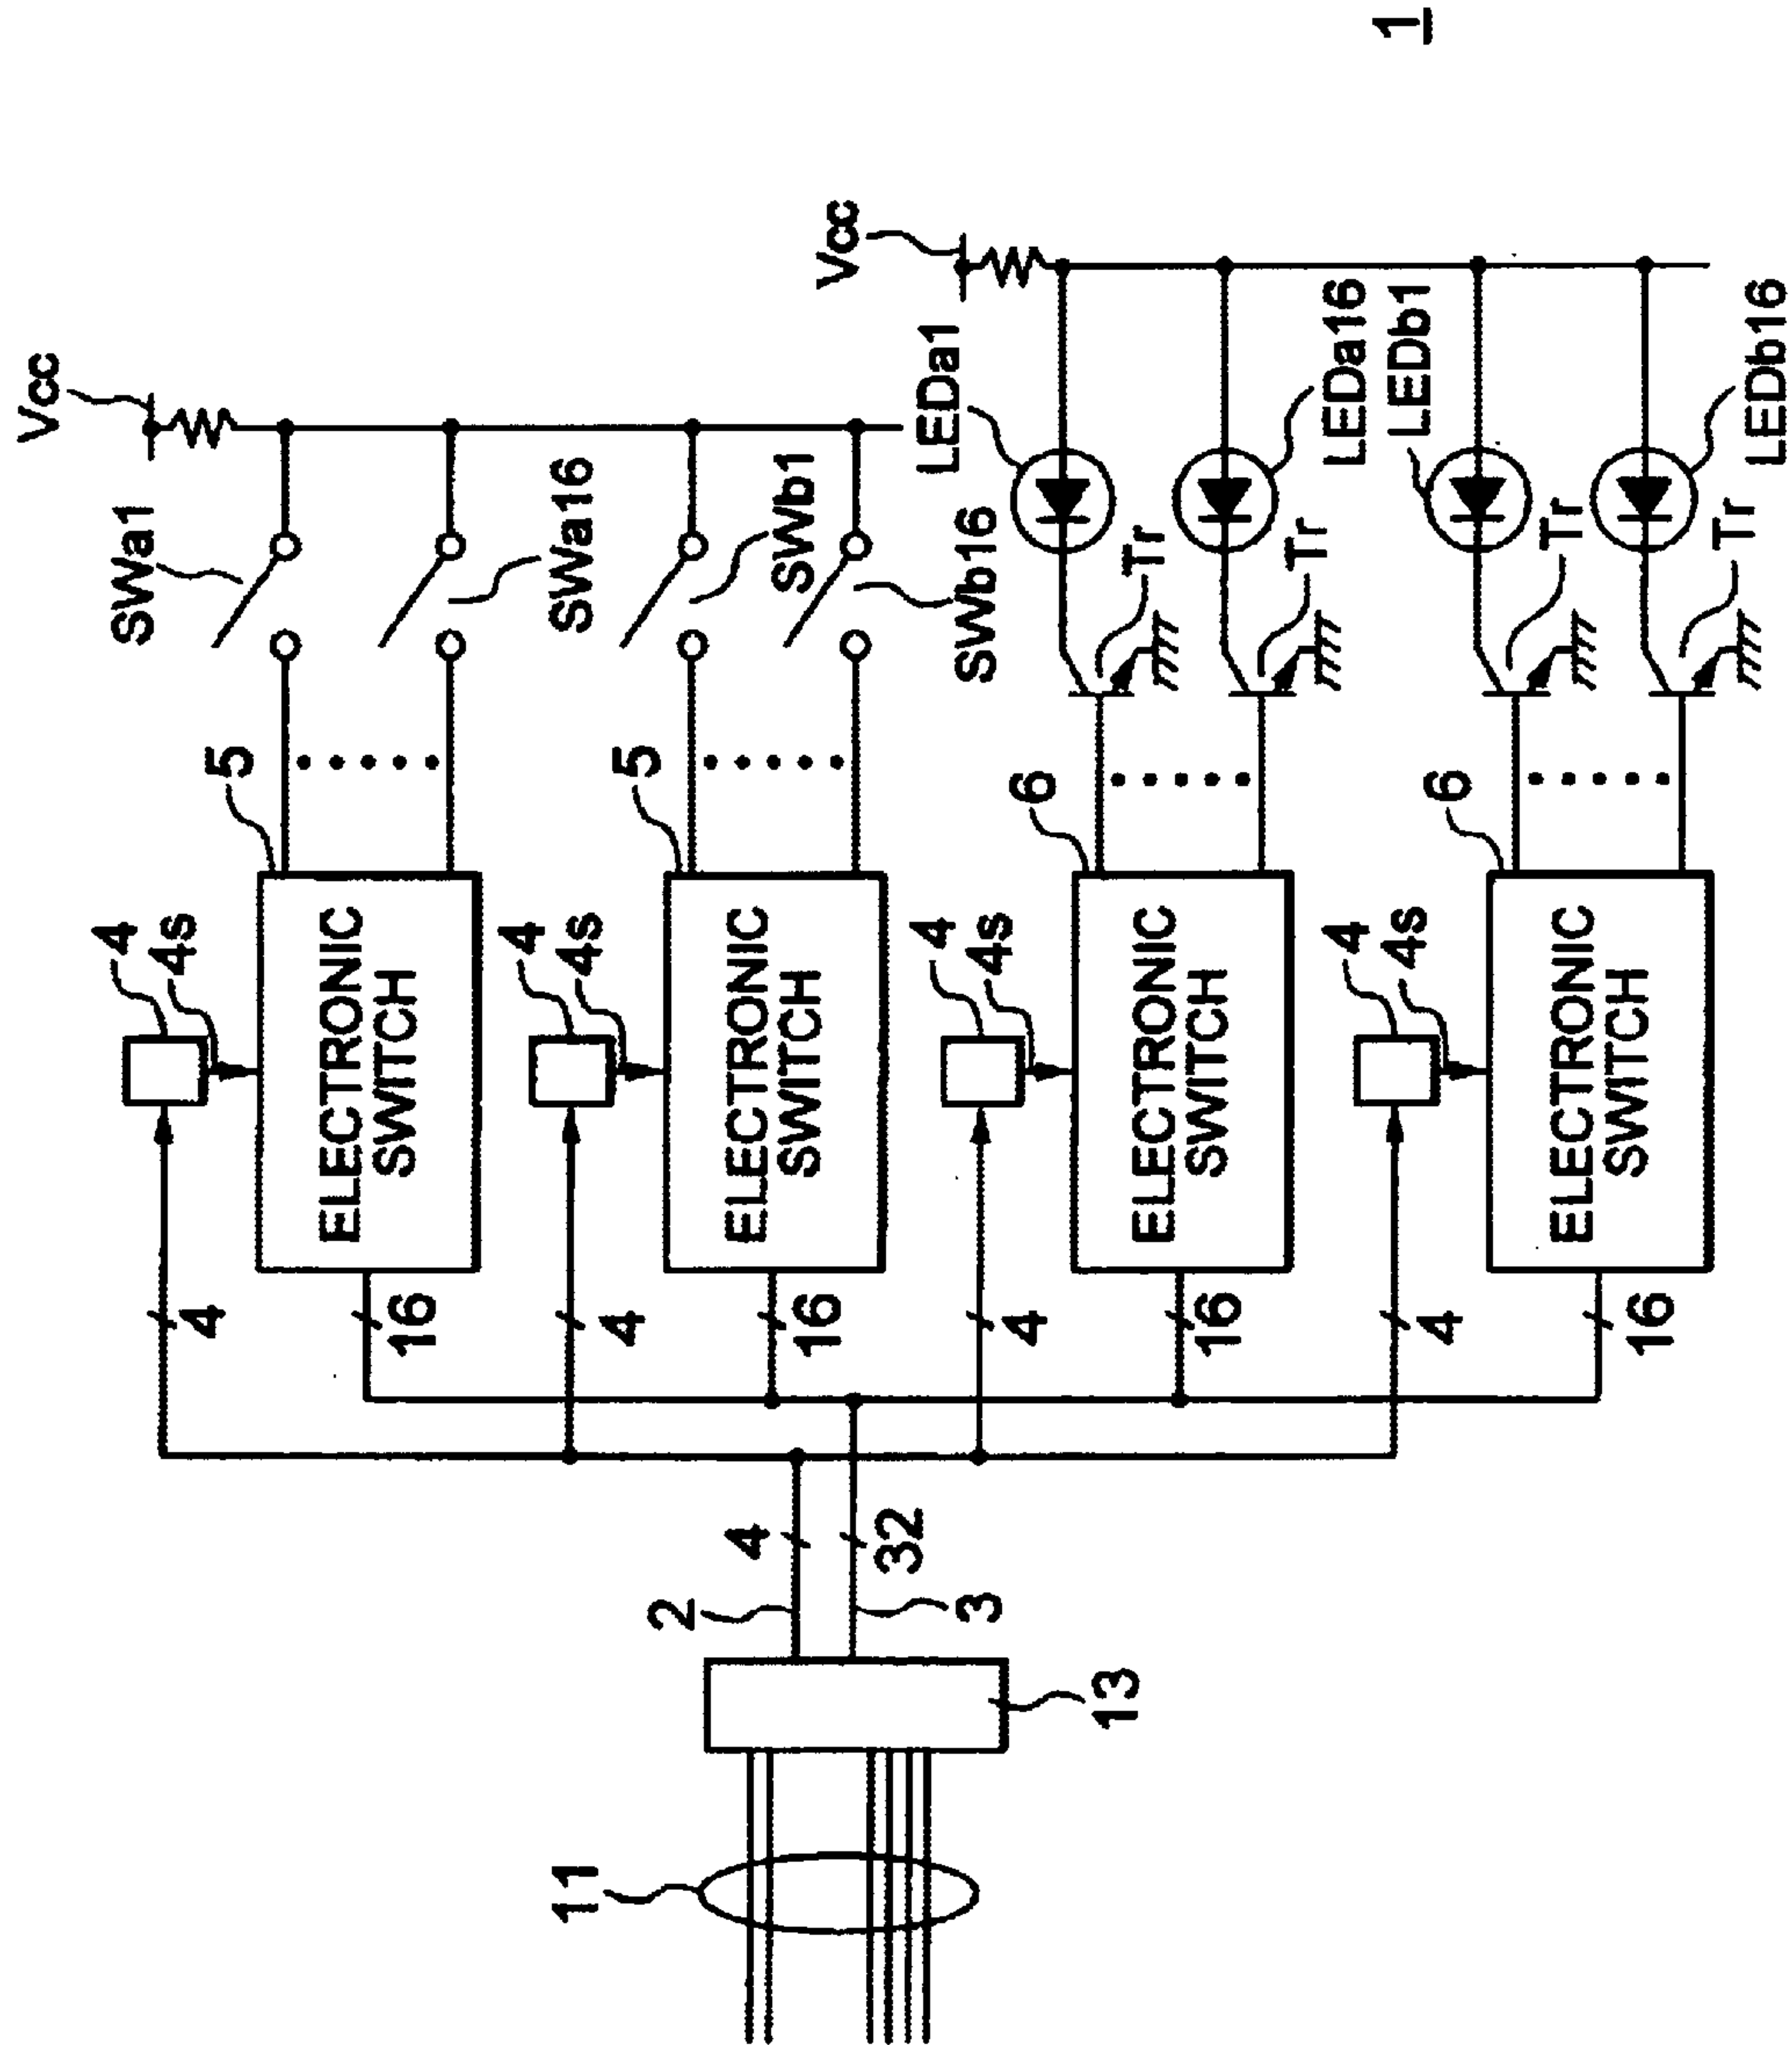 1
Vcc
SWa1
SWa16
SWb1
SWb16
Vcc
LEDa1
LEDa16
LEDb1
LEDb16
Tr
Tr
Tr
Tr
5
5
6
6
4
4s
4
4s
4
4s
4
4s
ELECTRONIC
SWITCH
ELECTRONIC
SWITCH
ELECTRONIC
SWITCH
ELECTRONIC
SWITCH
4
16
4
16
4
16
4
16
4
32
2
3
13
11